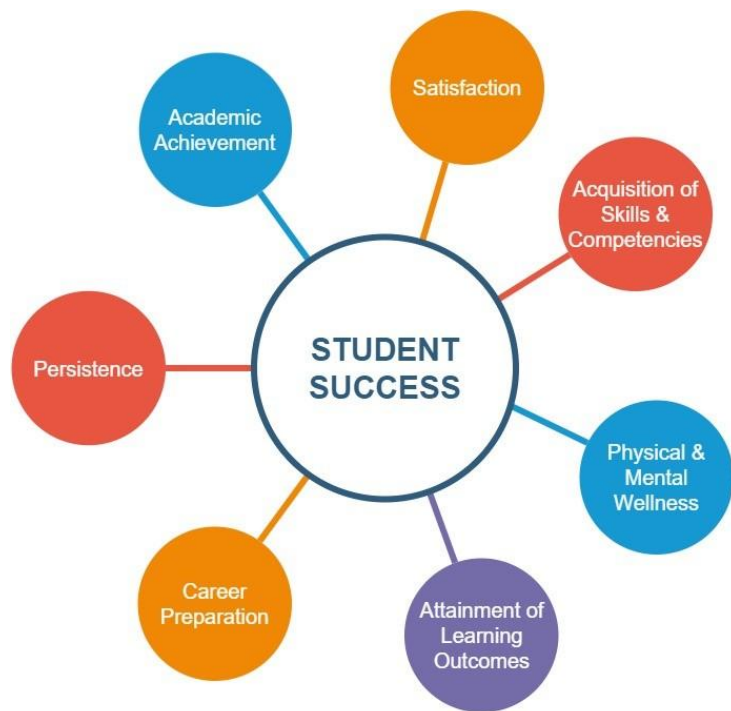 Satisfaction
Academic
Achievement
Acquisition of
Skills &
Competencies
STUDENT
SUCCESS
Persistence
Physical &
Mental
Wellness
Career
Preparation
Attainment of
Learning
Outcomes